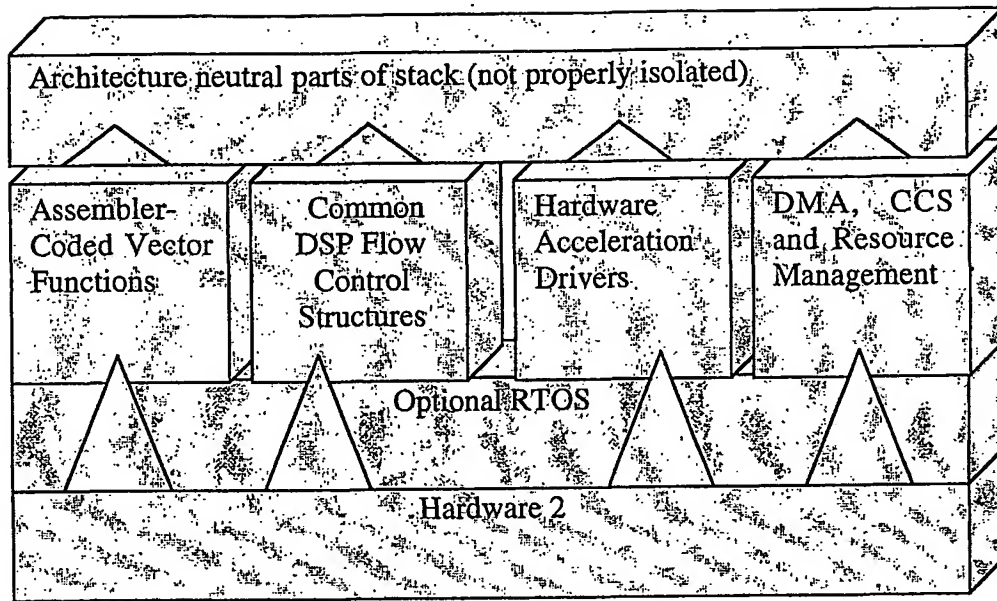 Architecture neutral parts of stack (not properly isolated)
Assembler-
Coded Vector
Functions
Common
DSP Flow
Control
Structures
Hardware
Acceleration
Drivers
DMA, CCS
and Resource
Management
Optional RTOS
Hardware 2